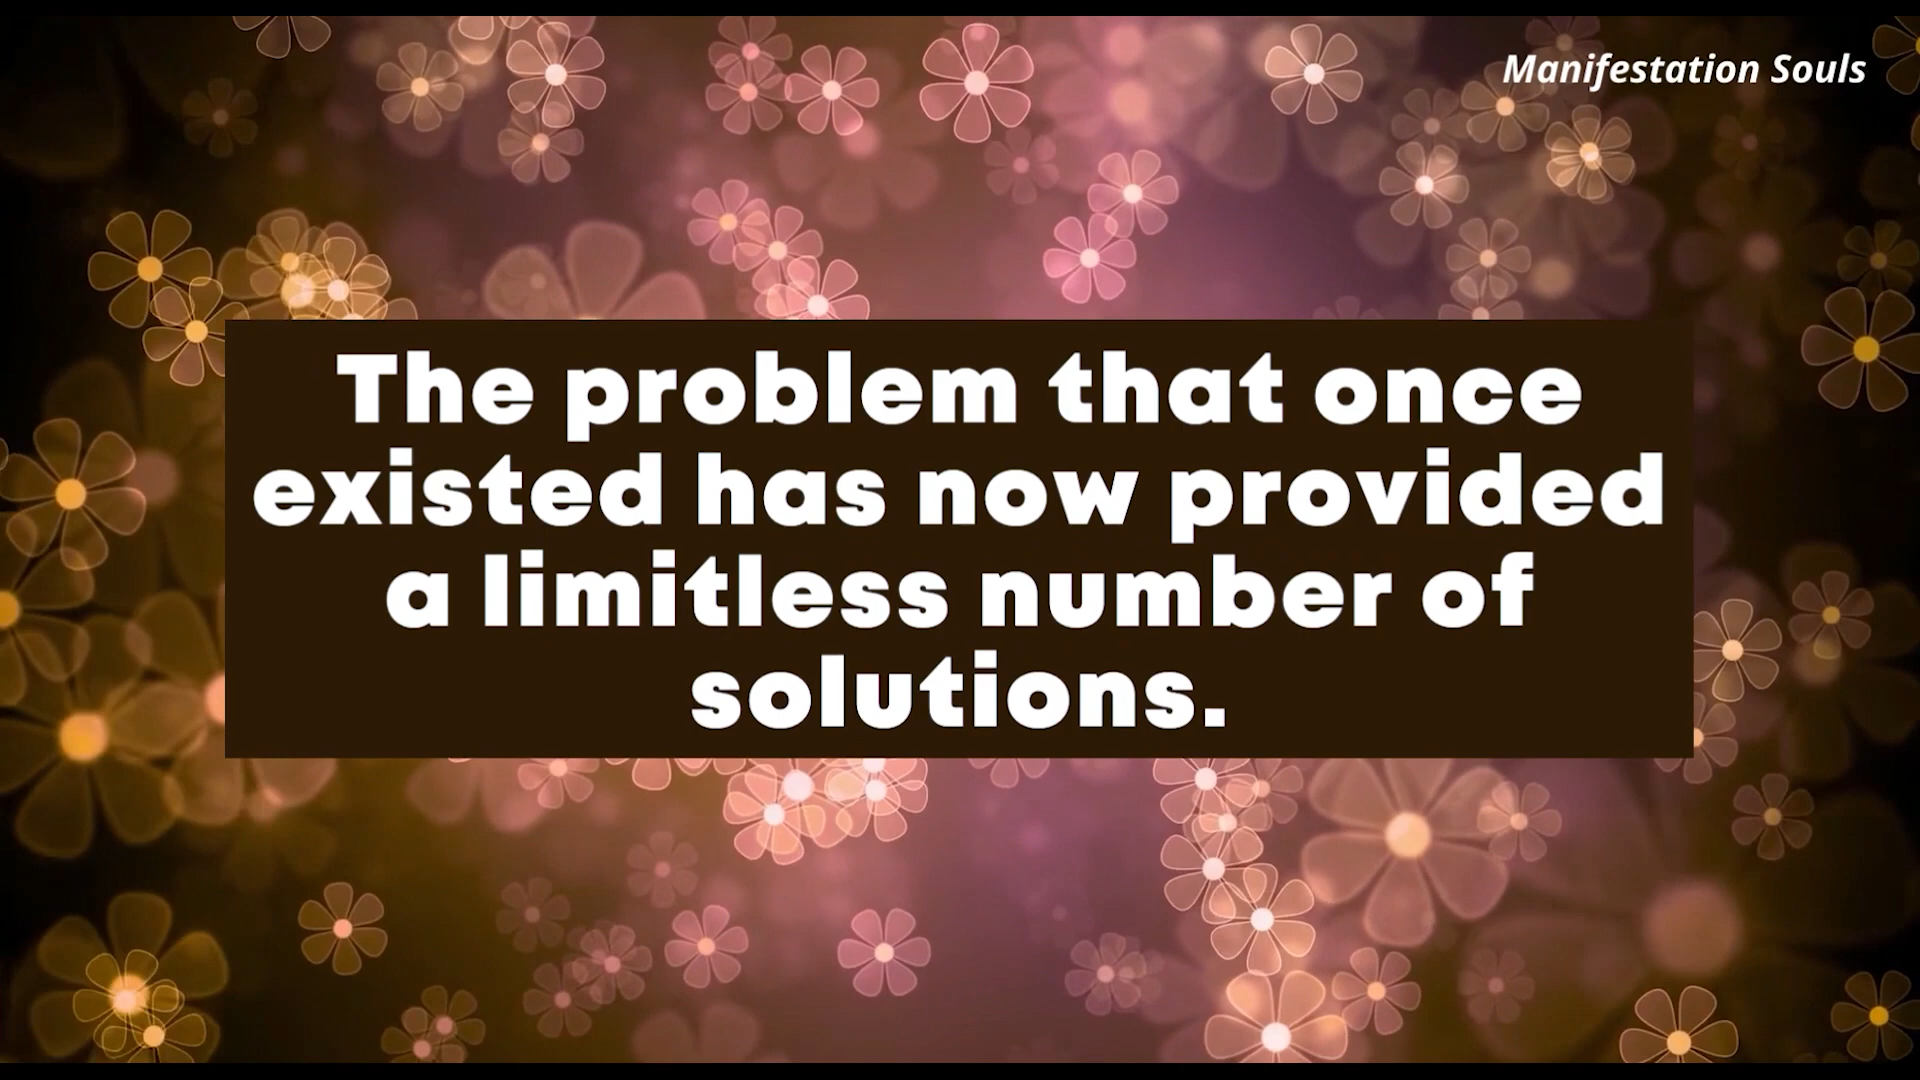 Manifestation Souls
The problem that once
existed has now provided
a limitless number of
solutions.